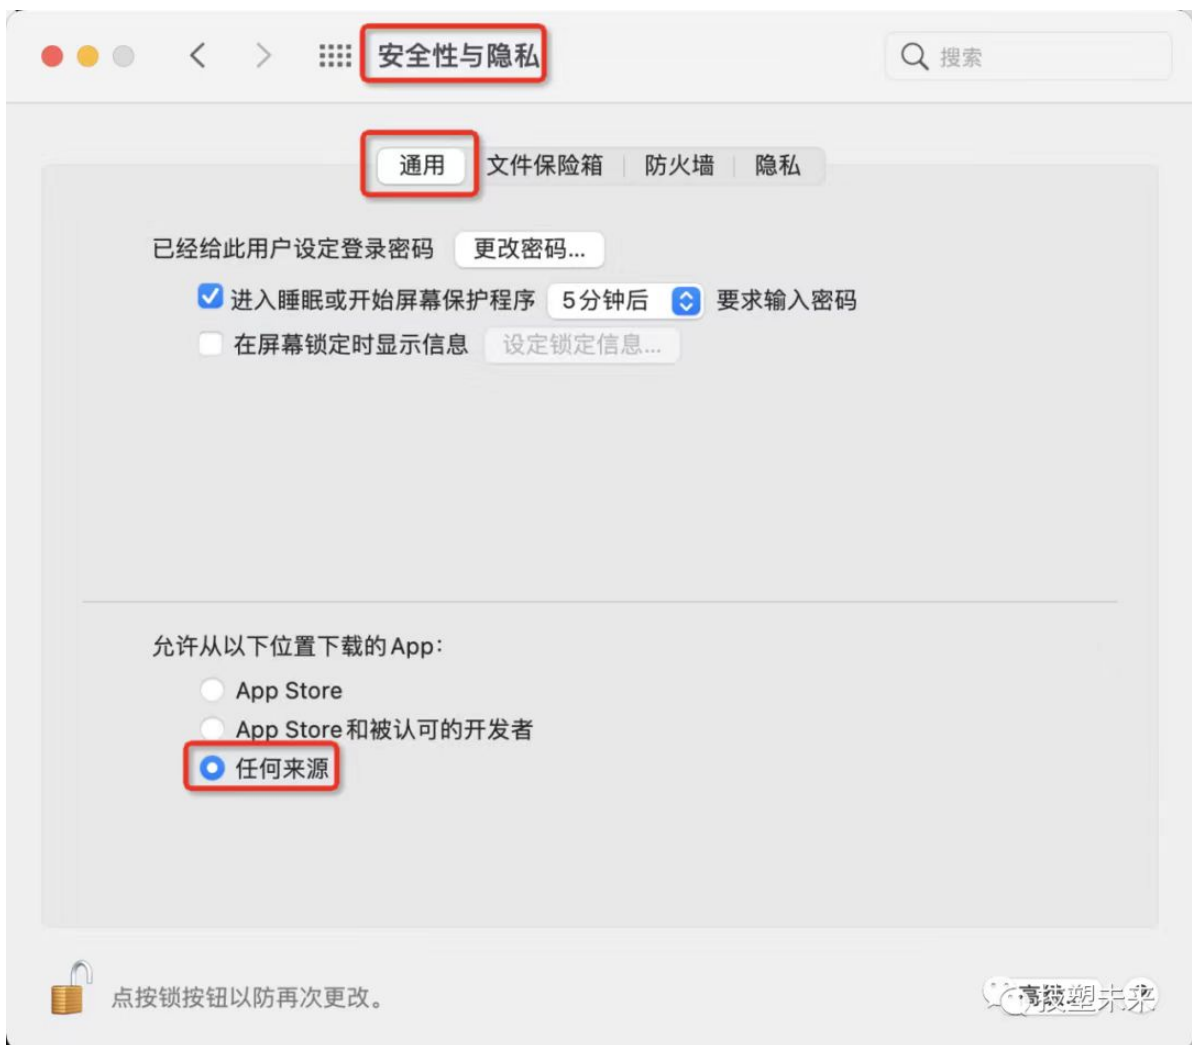 安全性与隐私
搜索
通用 文件保险箱 防火墙 隐私
已经给此用户设定登录密码 更改密码...
进入睡眠或开始屏幕保护程序 5分钟后 要求输入密码
在屏幕锁定时显示信息 设定锁定信息...
允许从以下位置下载的App：
App Store
App Store和被认可的开发者
任何来源
点按锁按钮以防再次更改。
塑未来